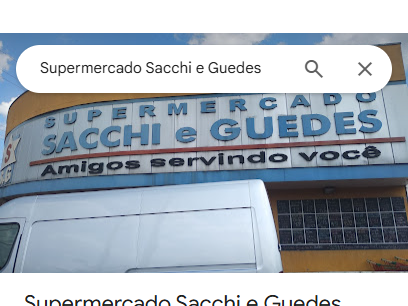 Supermercado Sacchi e Guedes
SUPERMERCADO
SACCHI e GUEDES
Amigos servindo você
S
G
Supermercado Sacchi e Guedes